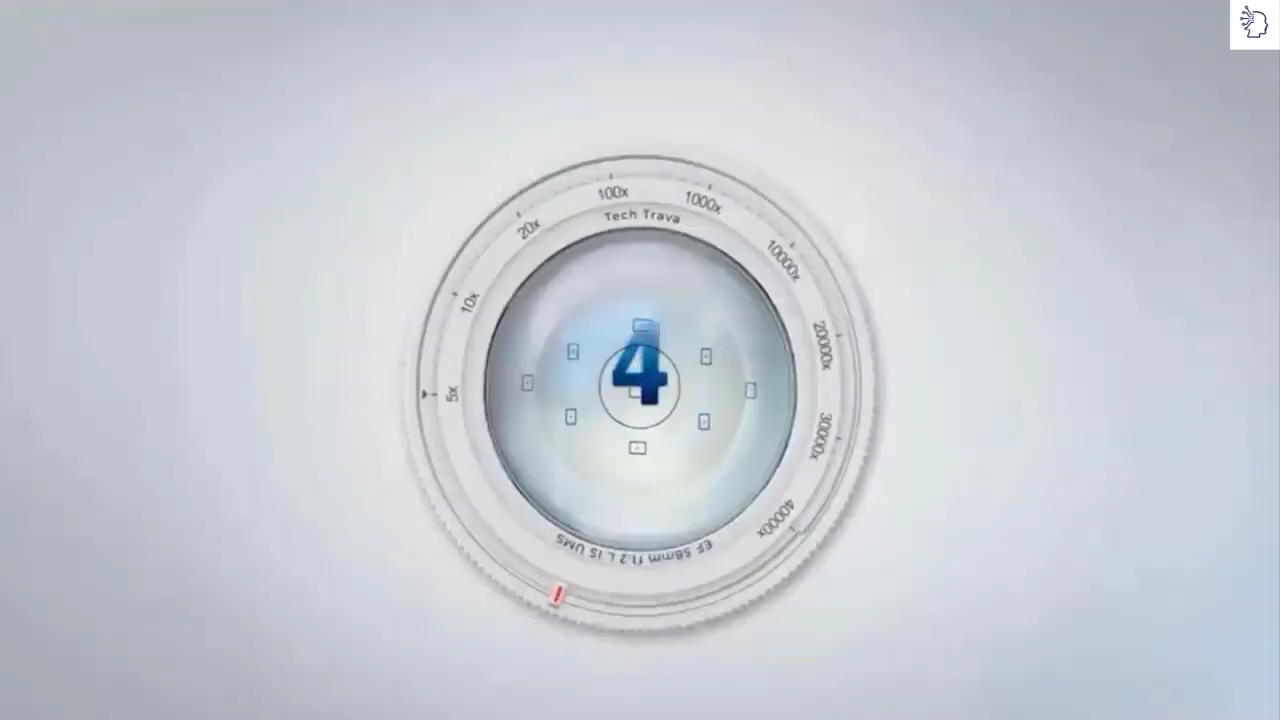 100x
1000x
Tech Trava
20x
10000x
10x
20000x
4
5x
30000x
40000x
EF 58mm f1.2 L IS UMS